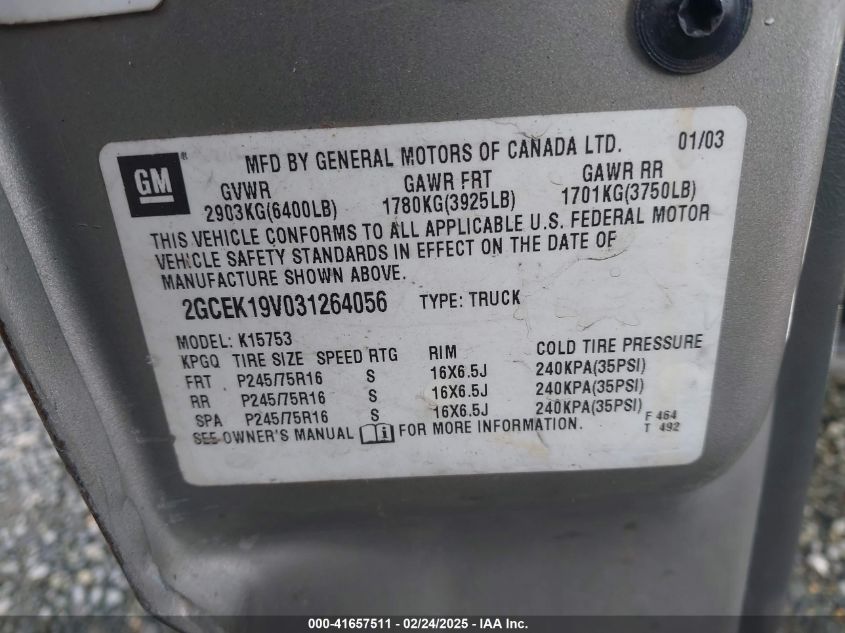 GM
MFD BY GENERAL MOTORS OF CANADA LTD. 01/03
GVWR GAWR FRT GAWR RR
2903KG(6400LB) 1780KG(3925LB) 1701KG(3750LB)
THIS VEHICLE CONFORMS TO ALL APPLICABLE U.S. FEDERAL MOTOR
VEHICLE SAFETY STANDARDS IN EFFECT ON THE DATE OF
MANUFACTURE SHOWN ABOVE.
2GCEK19V031264056 TYPE: TRUCK
MODEL: K15753
KPGQ TIRE SIZE SPEED RTG RIM COLD TIRE PRESSURE
FRT P245/75R16 S 16X6.5J 240KPA(35PSI)
RR P245/75R16 S 16X6.5J 240KPA(35PSI)
SPA P245/75R16 S 16X6.5J 240KPA(35PSI)
SEE OWNER'S MANUAL FOR MORE INFORMATION.
F 464
T 492
000-41657511 - 02/24/2025 - IAA Inc.